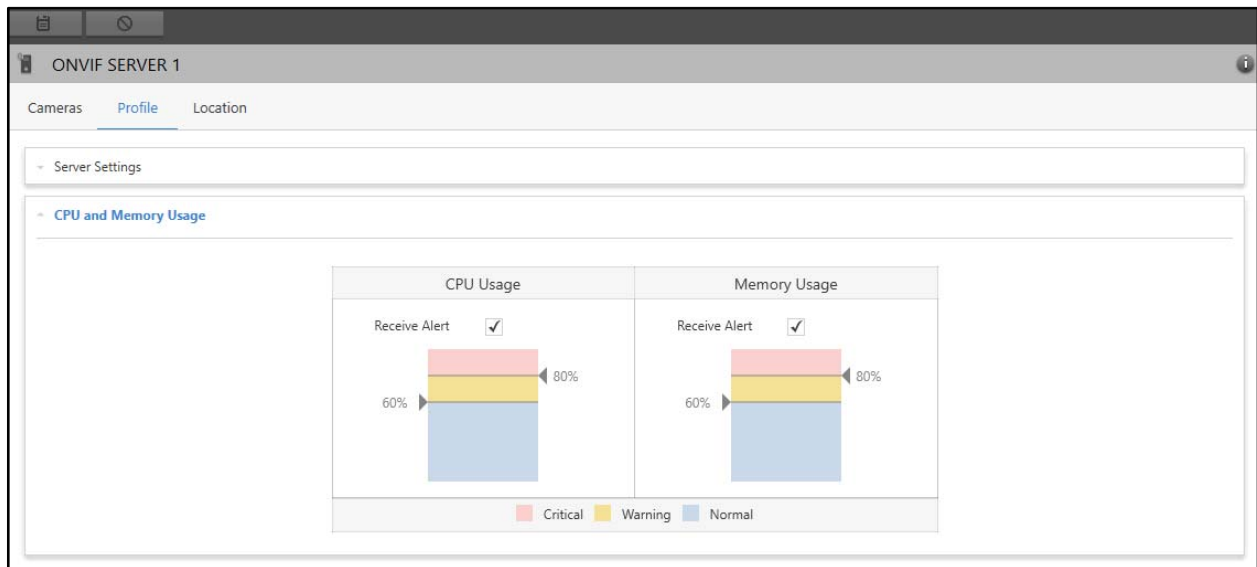 ONVIF SERVER 1
Cameras Profile Location
Server Settings
CPU and Memory Usage
CPU Usage Memory Usage
Receive Alert Receive Alert
80% 80%
60% 60%
Critical Warning Normal